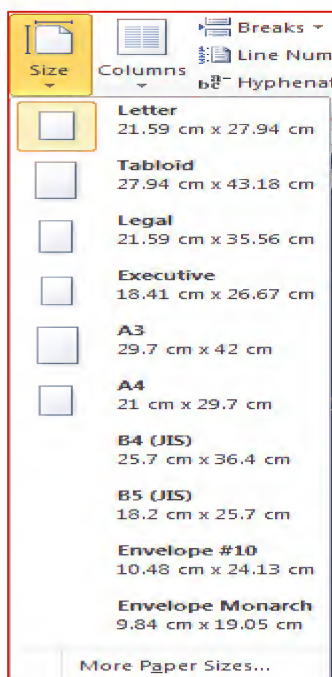 Breaks
Line Num
Hyphenat
Size
Columns
Letter
21.59 cm x 27.94 cm
Tabloid
27.94 cm x 43.18 cm
Legal
21.59 cm x 35.56 cm
Executive
18.41 cm x 26.67 cm
A3
29.7 cm x 42 cm
A4
21 cm x 29.7 cm
B4 (JIS)
25.7 cm x 36.4 cm
B5 (JIS)
18.2 cm x 25.7 cm
Envelope #10
10.48 cm x 24.13 cm
Envelope Monarch
9.84 cm x 19.05 cm
More Paper Sizes...